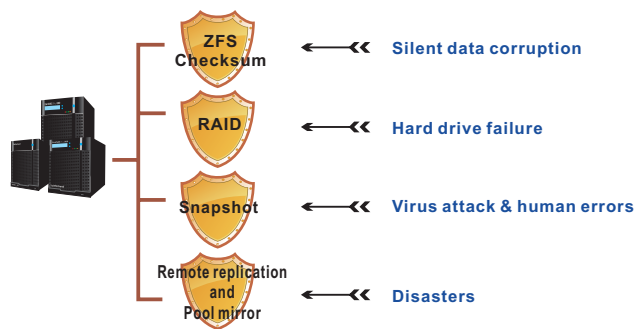 ZFS
Checksum
Silent data corruption
RAID
Hard drive failure
Snapshot
Virus attack & human errors
Remote replication
and
Pool mirror
Disasters